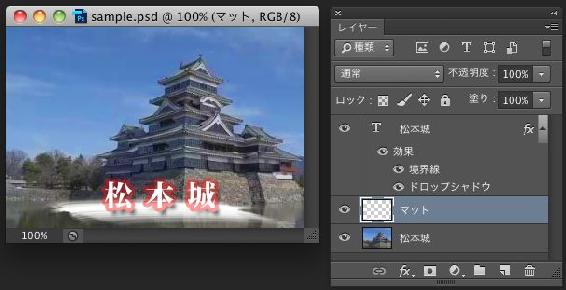 sample.psd @ 100% (マット, RGB/8)
松本城
100%
レイヤー
種類
通常
不透明度: 100%
ロック:
塗り: 100%
T 松本城 fx
効果
境界線
ドロップシャドウ
マット
松本城
fx